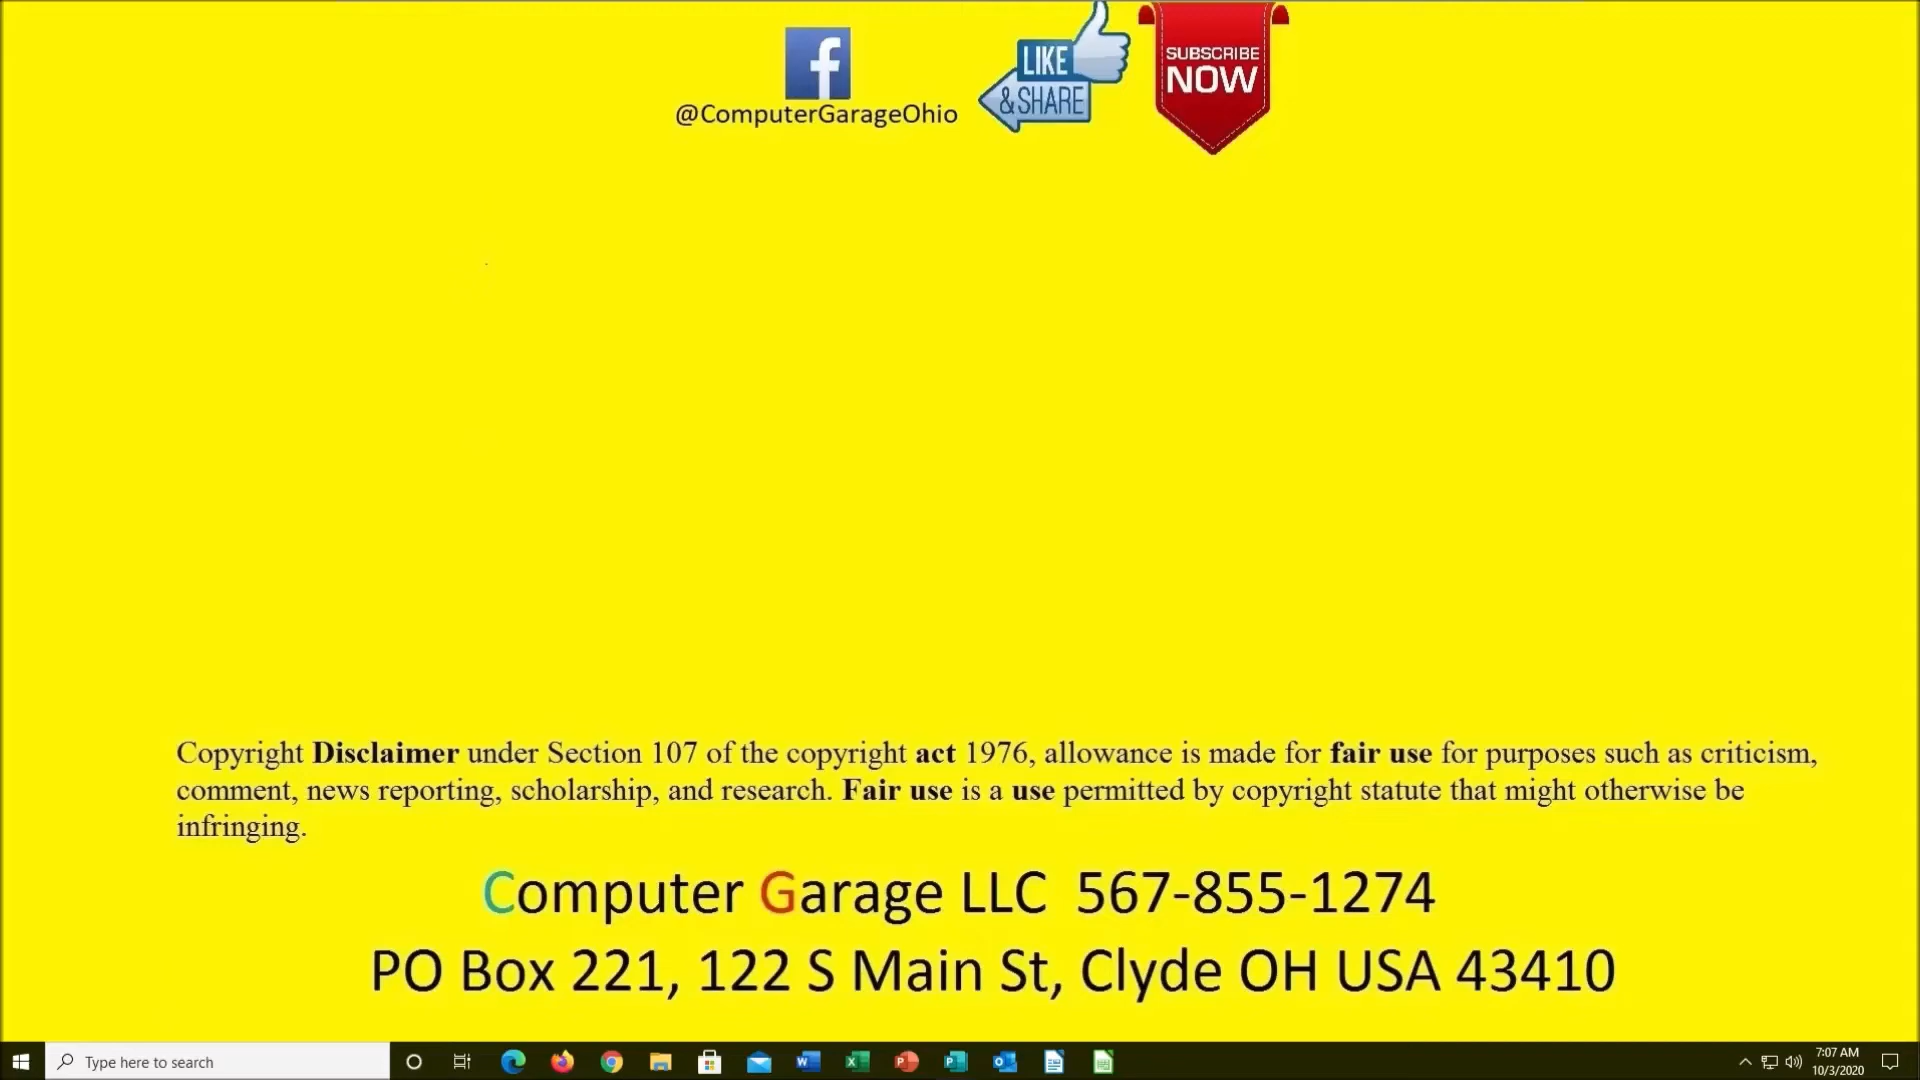 LIKE
& SHARE
SUBSCRIBE
NOW
@ComputerGarageOhio
Copyright Disclaimer under Section 107 of the copyright act 1976, allowance is made for fair use for purposes such as criticism,
comment, news reporting, scholarship, and research. Fair use is a use permitted by copyright statute that might otherwise be
infringing.
Computer Garage LLC 567-855-1274
PO Box 221, 122 S Main St, Clyde OH USA 43410
Type here to search
7:07 AM
10/3/2020